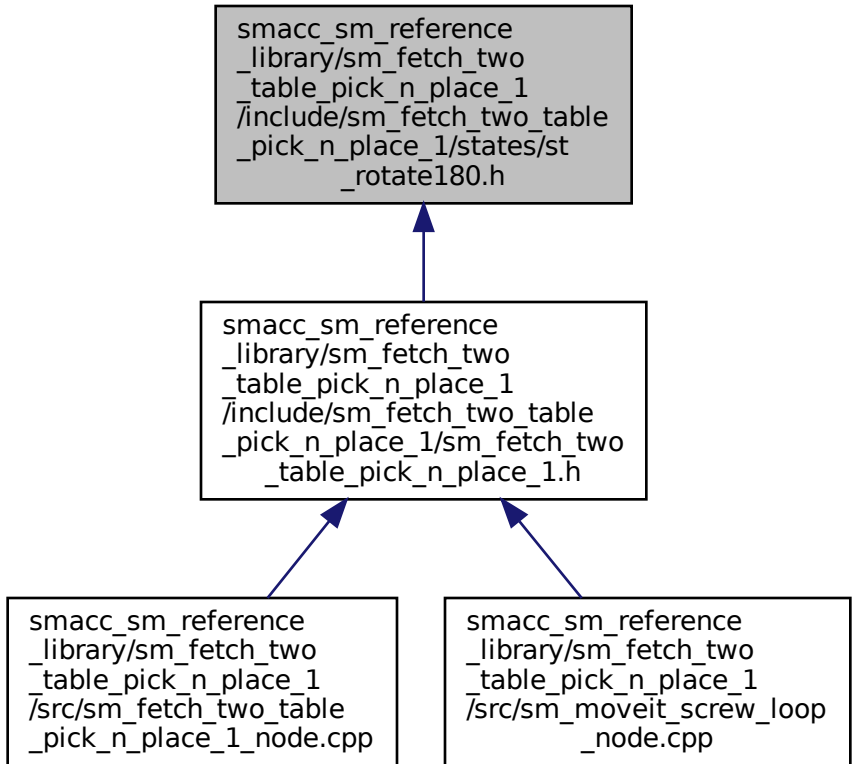 smacc_sm_reference
_library/sm_fetch_two
_table_pick_n_place_1
/include/sm_fetch_two_table
_pick_n_place_1/states/st
_rotate180.h
smacc_sm_reference
_library/sm_fetch_two
_table_pick_n_place_1
/include/sm_fetch_two_table
_pick_n_place_1/sm_fetch_two
_table_pick_n_place_1.h
smacc_sm_reference
_library/sm_fetch_two
_table_pick_n_place_1
/src/sm_fetch_two_table
_pick_n_place_1_node.cpp
smacc_sm_reference
_library/sm_fetch_two
_table_pick_n_place_1
/src/sm_moveit_screw_loop
_node.cpp